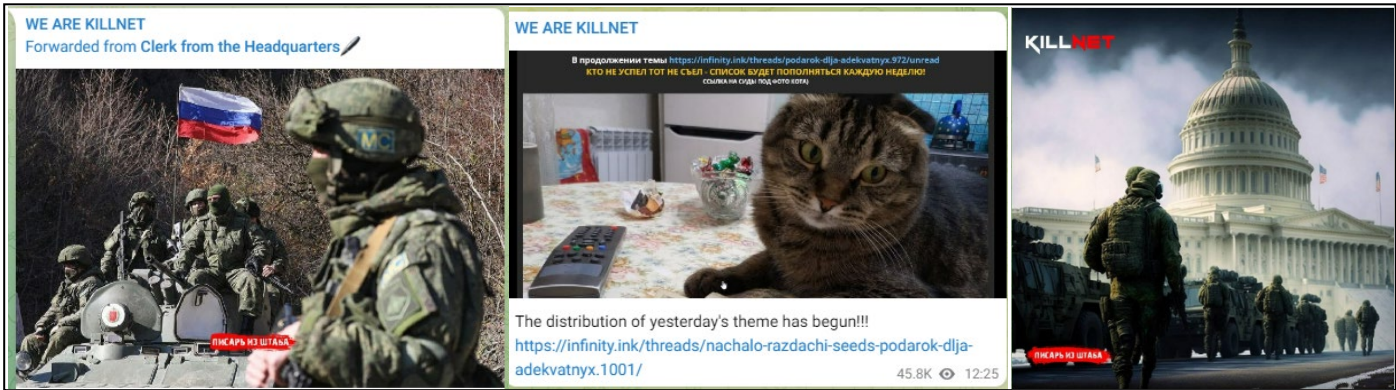 WE ARE KILLNET
Forwarded from Clerk from the Headquarters
МС
ПИСАРЬ ИЗ ШТАБА
WE ARE KILLNET
В продолжении темы https://infinity.ink/threads/podarok-dlja-adekvatnyx.972/unread
КТО НЕ УСПЕЛ ТОТ НЕ СЪЕЛ - СПИСОК БУДЕТ ПОПОЛНЯТЬСЯ КАЖДУЮ НЕДЕЛЮ!
ССЫЛКА НА СИДЫ ПОД ФОТО КОТА)
The distribution of yesterday's theme has begun!!!
https://infinity.ink/threads/nachalo-razdachi-seeds-podarok-dlja-
adekvatnyx.1001/
45.8K 12:25
KILLNET
ПИСАРЬ ИЗ ШТАБА